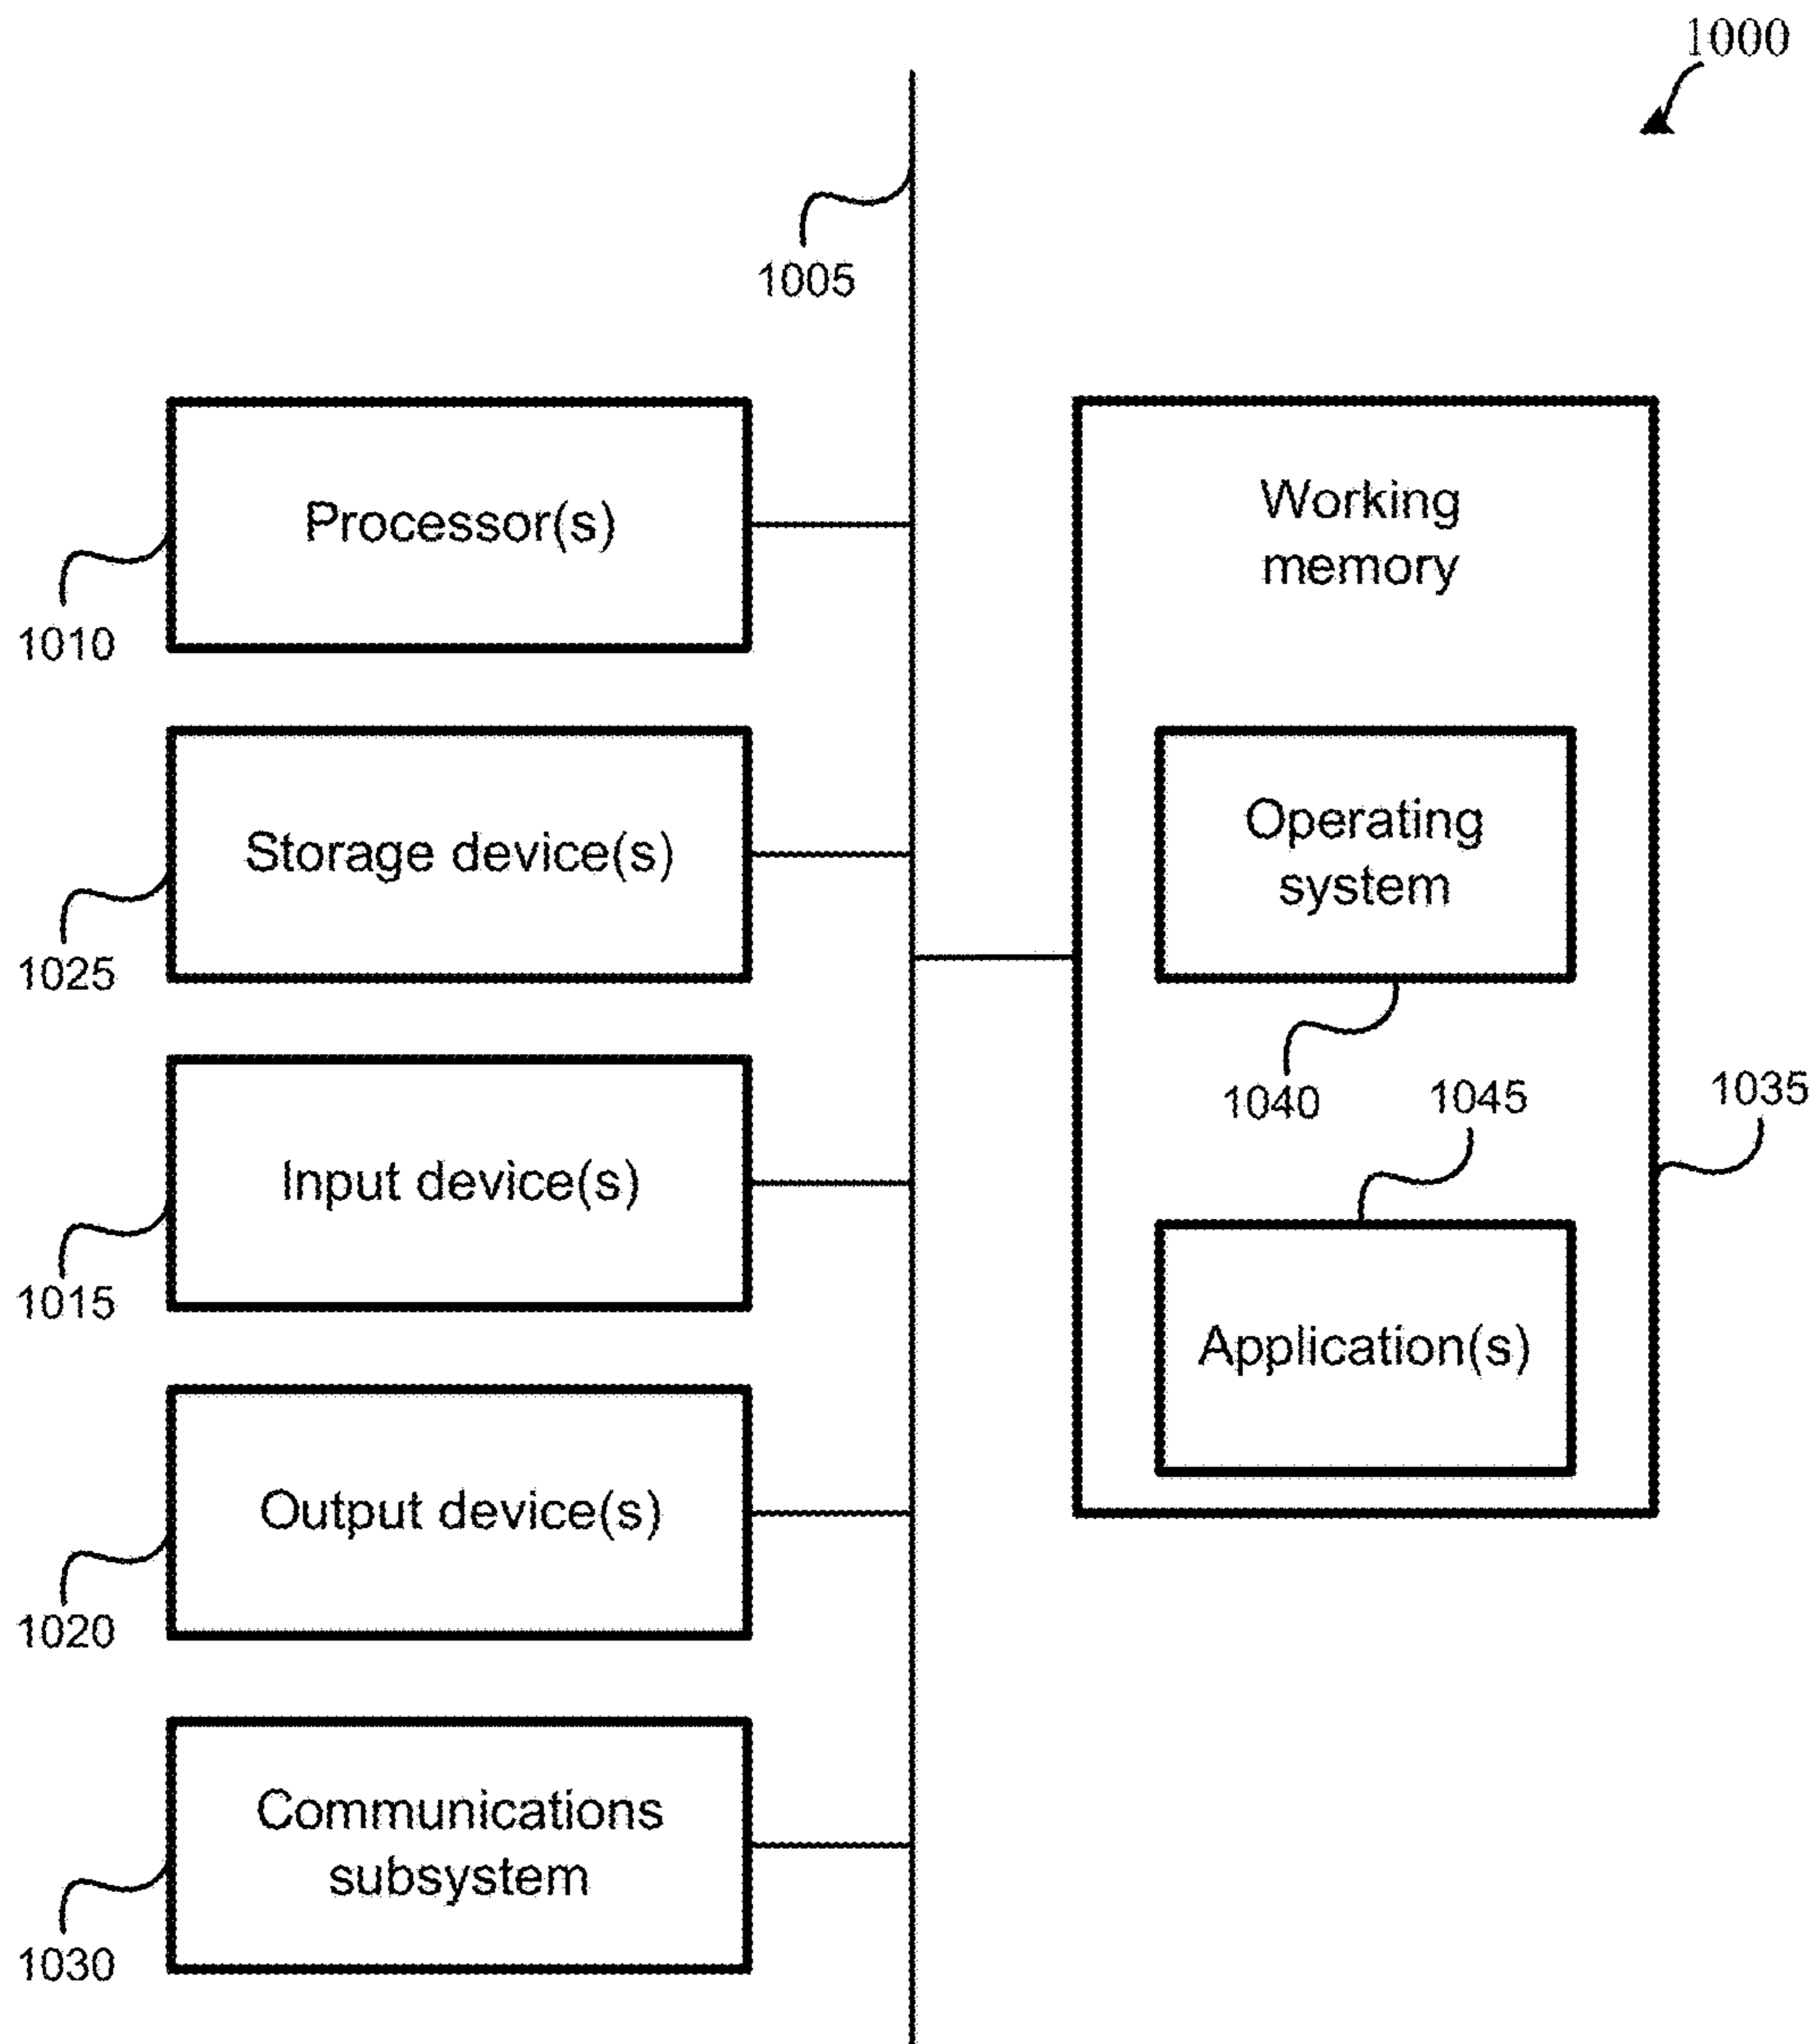 1000
1005
Processor(s)
1010
Storage device(s)
1025
Input device(s)
1015
Output device(s)
1020
Communications
subsystem
1030
Working
memory
Operating
system
1040
1045
1035
Application(s)